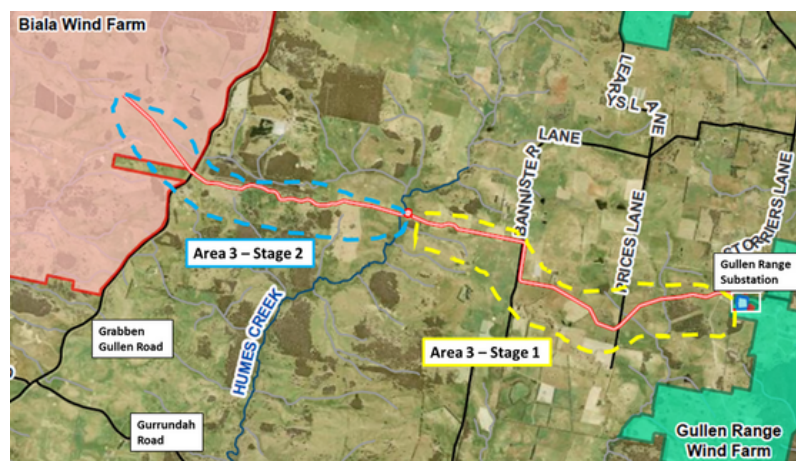 Biala Wind Farm
LEARYS LANE
LANE
BANNISTER
PRICES LANE
STORRIERS LANE
Gullen Range
Substation
Area 3 – Stage 2
Area 3 – Stage 1
HUMES CREEK
Grabben
Gullen Road
Gurrundah
Road
Gullen Range
Wind Farm